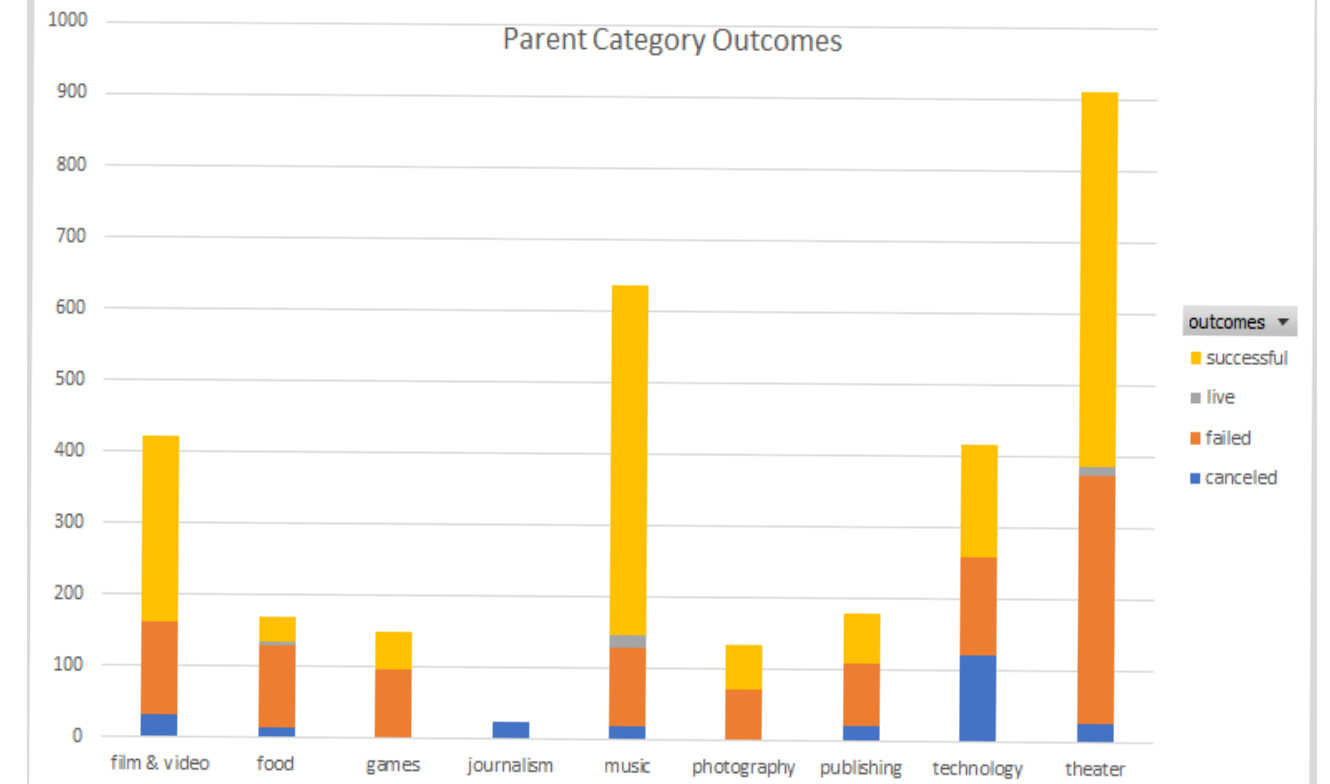 Parent Category Outcomes
1000
900
800
700
600
500
400
300
200
100
0
film & video food games journalism music photography publishing technology theater
outcomes
successful
live
failed
canceled